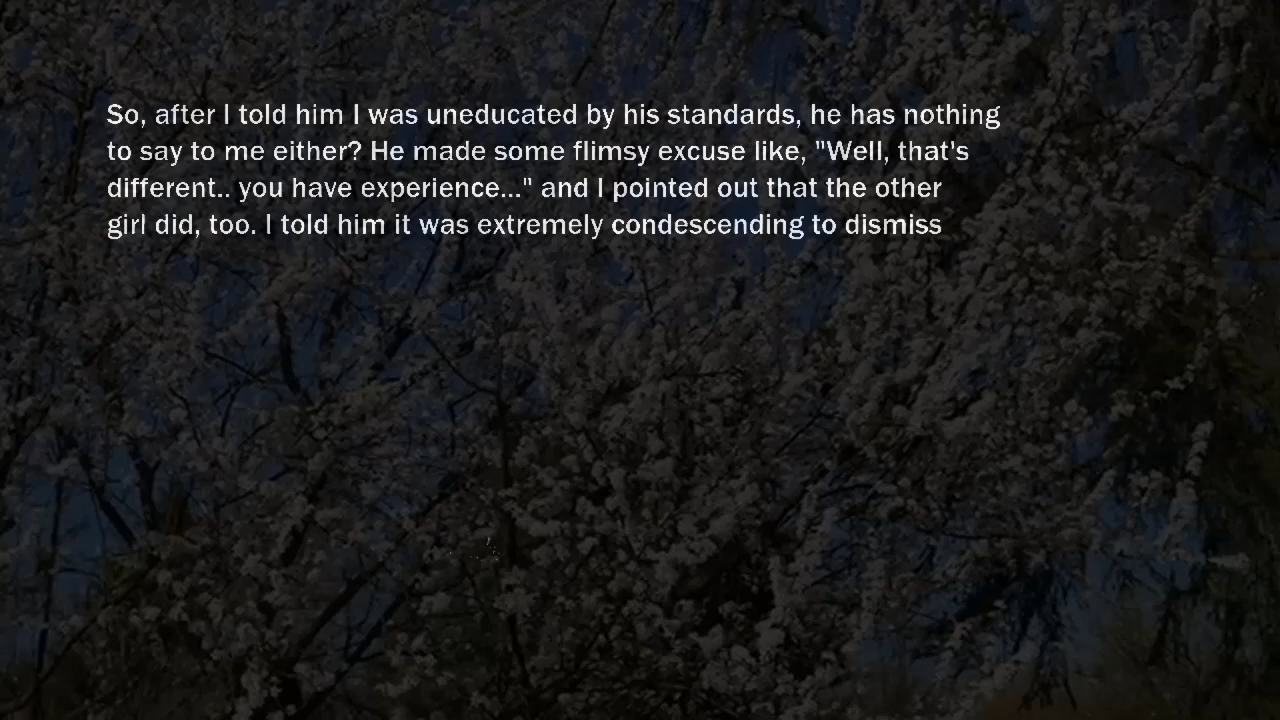 So, after I told him I was uneducated by his standards, he has nothing
to say to me either? He made some flimsy excuse like, "Well, that's
different.. you have experience..." and I pointed out that the other
girl did, too. I told him it was extremely condescending to dismiss